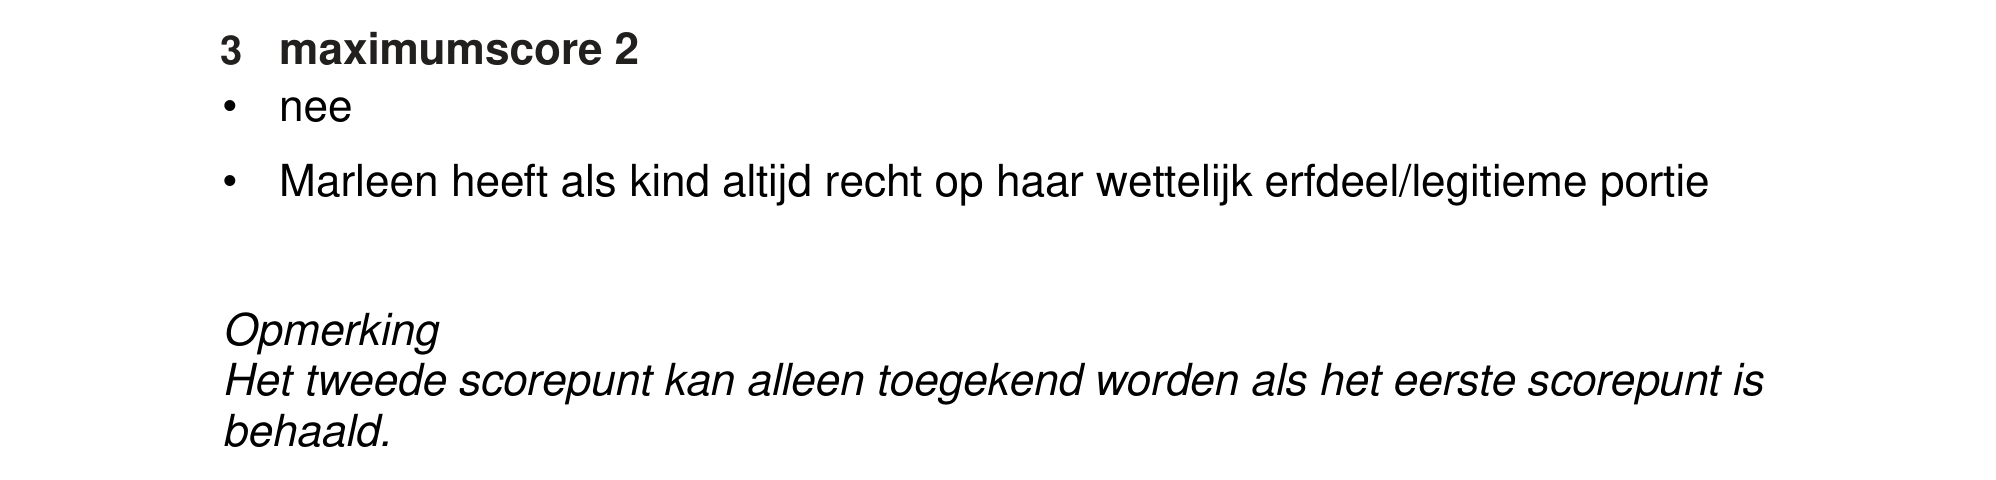 3 maximumscore 2
• nee
• Marleen heeft als kind altijd recht op haar wettelijk erfdeel/legitieme portie
Opmerking
Het tweede scorepunt kan alleen toegekend worden als het eerste scorepunt is
behaald.